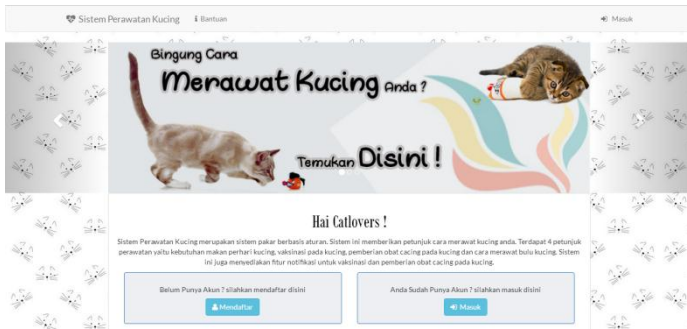 Sistem Perawatan Kucing Bantuan Masuk
Bingung Cara
Merawat Kucing Anda ?
Temukan Disini !
Hai Catlovers !
Sistem Perawatan Kucing merupakan sistem pakar berbasis aturan. Sistem ini memberikan petunjuk cara merawat kucing anda. Terdapat 4 petunjuk
perawatan yaitu kebutuhan makan perhari kucing, vaksinasi pada kucing, pemberian obat cacing pada kucing dan cara merawat bulu kucing. Sistem
ini juga menyediakan fitur notifikasi untuk vaksinasi dan pemberian obat cacing pada kucing.
Belum Punya Akun ? silahkan mendaftar disini
Mendaftar
Anda Sudah Punya Akun ? silahkan masuk disini
Masuk